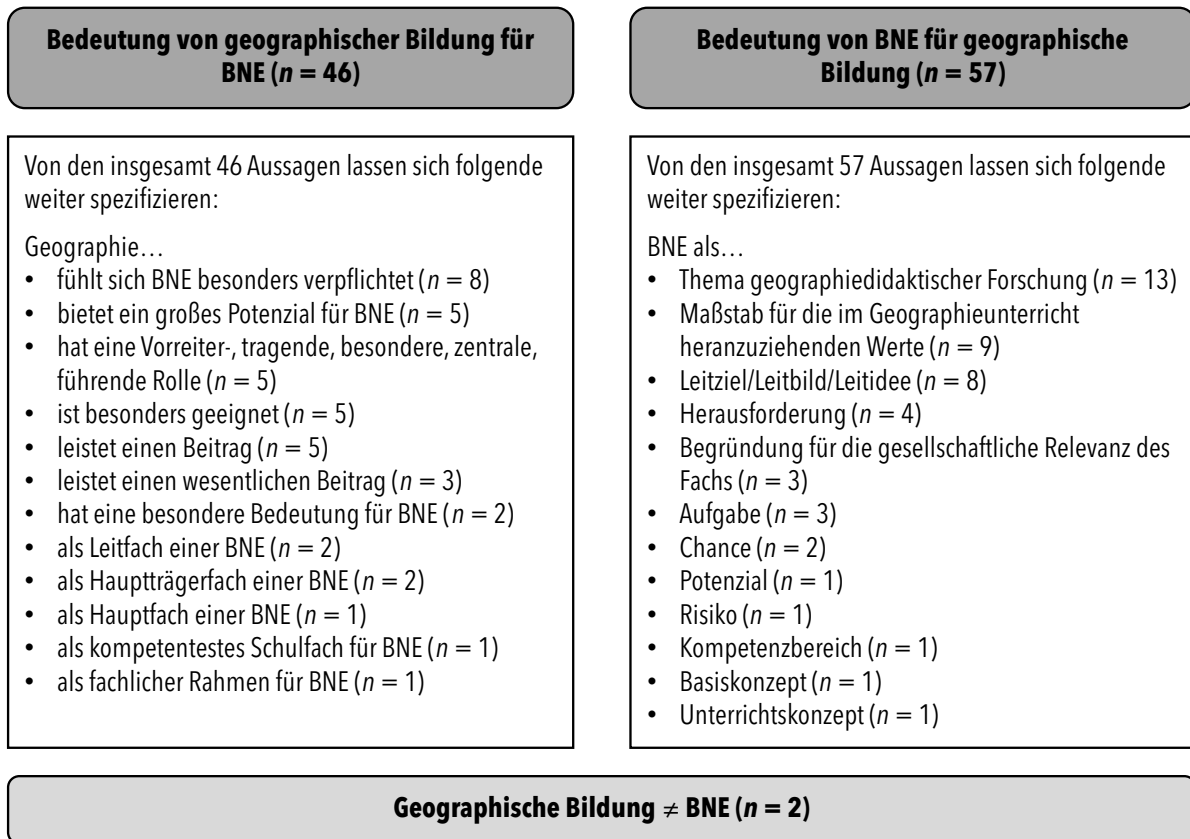 Bedeutung von geographischer Bildung für
BNE (n = 46)
Von den insgesamt 46 Aussagen lassen sich folgende
weiter spezifizieren:
Geographie…
• fühlt sich BNE besonders verpflichtet (n = 8)
• bietet ein großes Potenzial für BNE (n = 5)
• hat eine Vorreiter-, tragende, besondere, zentrale,
führende Rolle (n = 5)
• ist besonders geeignet (n = 5)
• leistet einen Beitrag (n = 5)
• leistet einen wesentlichen Beitrag (n = 3)
• hat eine besondere Bedeutung für BNE (n = 2)
• als Leitfach einer BNE (n = 2)
• als Hauptträgerfach einer BNE (n = 2)
• als Hauptfach einer BNE (n = 1)
• als kompetentestes Schulfach für BNE (n = 1)
• als fachlicher Rahmen für BNE (n = 1)
Bedeutung von BNE für geographische
Bildung (n = 57)
Von den insgesamt 57 Aussagen lassen sich folgende
weiter spezifizieren:
BNE als…
• Thema geographiedidaktischer Forschung (n = 13)
• Maßstab für die im Geographieunterricht
heranzuziehenden Werte (n = 9)
• Leitziel/Leitbild/Leitidee (n = 8)
• Herausforderung (n = 4)
• Begründung für die gesellschaftliche Relevanz des
Fachs (n = 3)
• Aufgabe (n = 3)
• Chance (n = 2)
• Potenzial (n = 1)
• Risiko (n = 1)
• Kompetenzbereich (n = 1)
• Basiskonzept (n = 1)
• Unterrichtskonzept (n = 1)
Geographische Bildung ≠ BNE (n = 2)